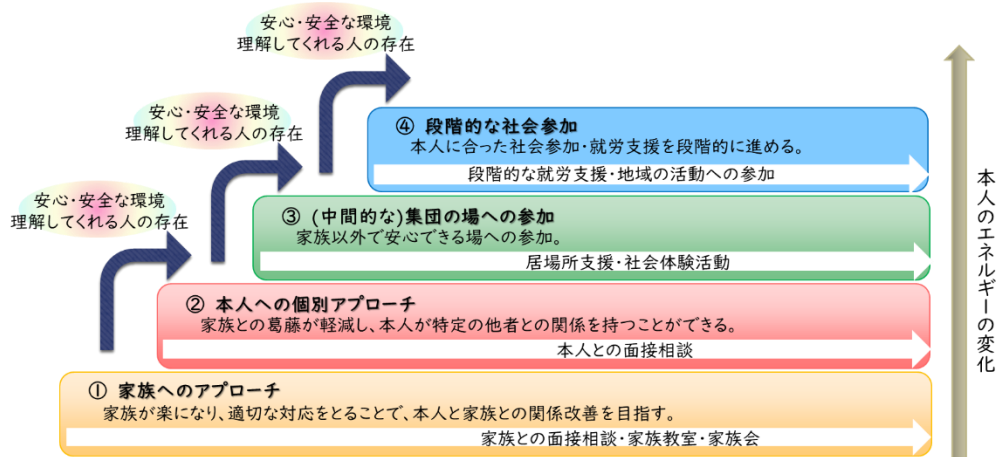 安心・安全な環境
理解してくれる人の存在
安心・安全な環境
理解してくれる人の存在
安心・安全な環境
理解してくれる人の存在
④ 段階的な社会参加
本人に合った社会参加・就労支援を段階的に進める。
段階的な就労支援・地域の活動への参加
③ (中間的な)集団の場への参加
家族以外で安心できる場への参加。
居場所支援・社会体験活動
② 本人への個別アプローチ
家族との葛藤が軽減し、本人が特定の他者との関係を持つことができる。
本人との面接相談
① 家族へのアプローチ
家族が楽になり、適切な対応をとることで、本人と家族との関係改善を目指す。
家族との面接相談・家族教室・家族会
本人のエネルギーの変化